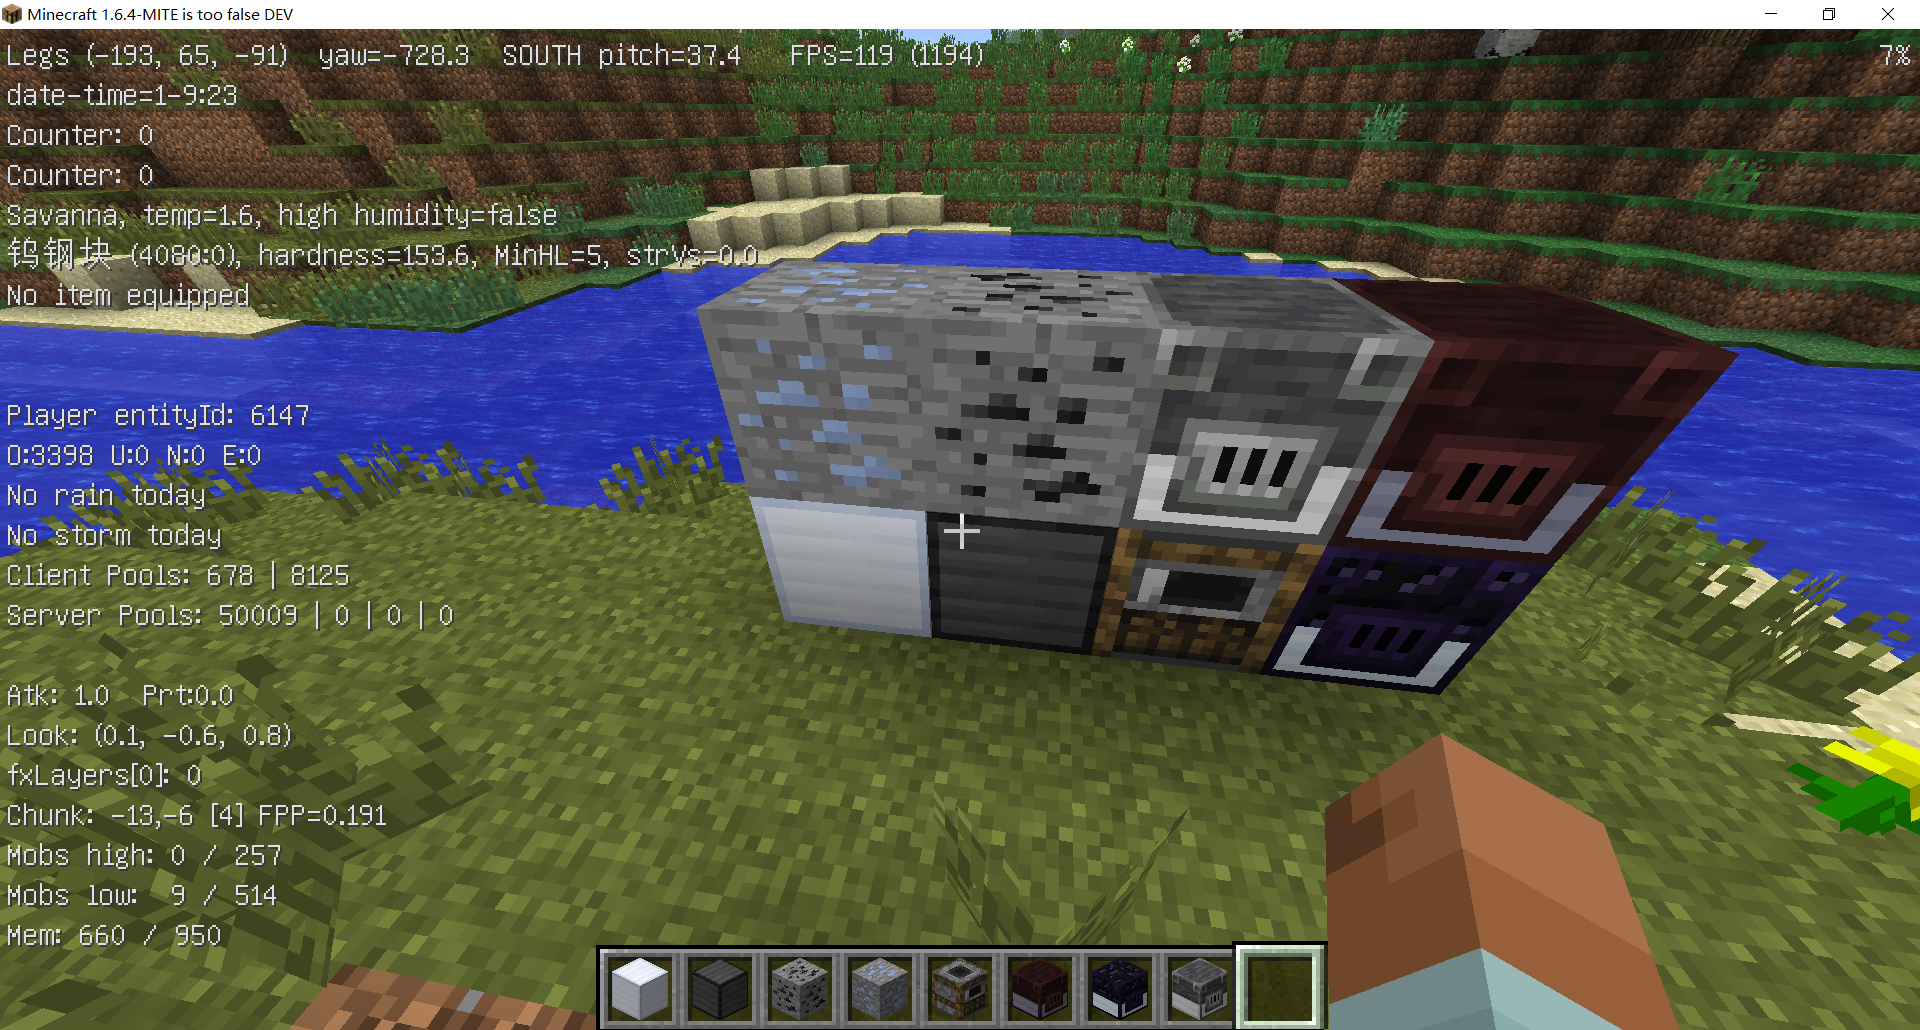 Minecraft 1.6.4-MITE is too false DEV
Legs (-193, 65, -91)  yaw=-728.3  SOUTH pitch=37.4   FPS=119 (1194)
7%
date-time=1-9:23
Counter: 0
Counter: 0
Savanna, temp=1.6, high humidity=false
钨钢块 (4080:0), hardness=153.6, MinHL=5, strVs=0.0
No item equipped
Player entityId: 6147
O:3398 U:0 N:0 E:0
No rain today
No storm today
Client Pools: 678 | 8125
Server Pools: 50009 | 0 | 0 | 0
Atk: 1.0  Prt:0.0
Look: (0.1, -0.6, 0.8)
fxLayers[0]: 0
Chunk: -13,-6 [4] FPP=0.191
Mobs high: 0 / 257
Mobs low:  9 / 514
Mem: 660 / 950